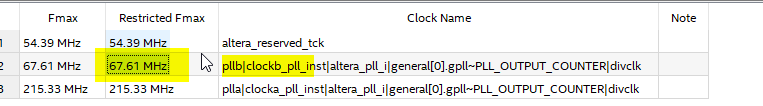 Fmax Restricted Fmax Clock Name Note
1 54.39 MHz 54.39 MHz altera_reserved_tck
2 67.61 MHz 67.61 MHz pllb|clockb_pll_inst|altera_pll_i|general[0].gpll~PLL_OUTPUT_COUNTER|divclk
3 215.33 MHz 215.33 MHz plla|clocka_pll_inst|altera_pll_i|general[0].gpll~PLL_OUTPUT_COUNTER|divclk